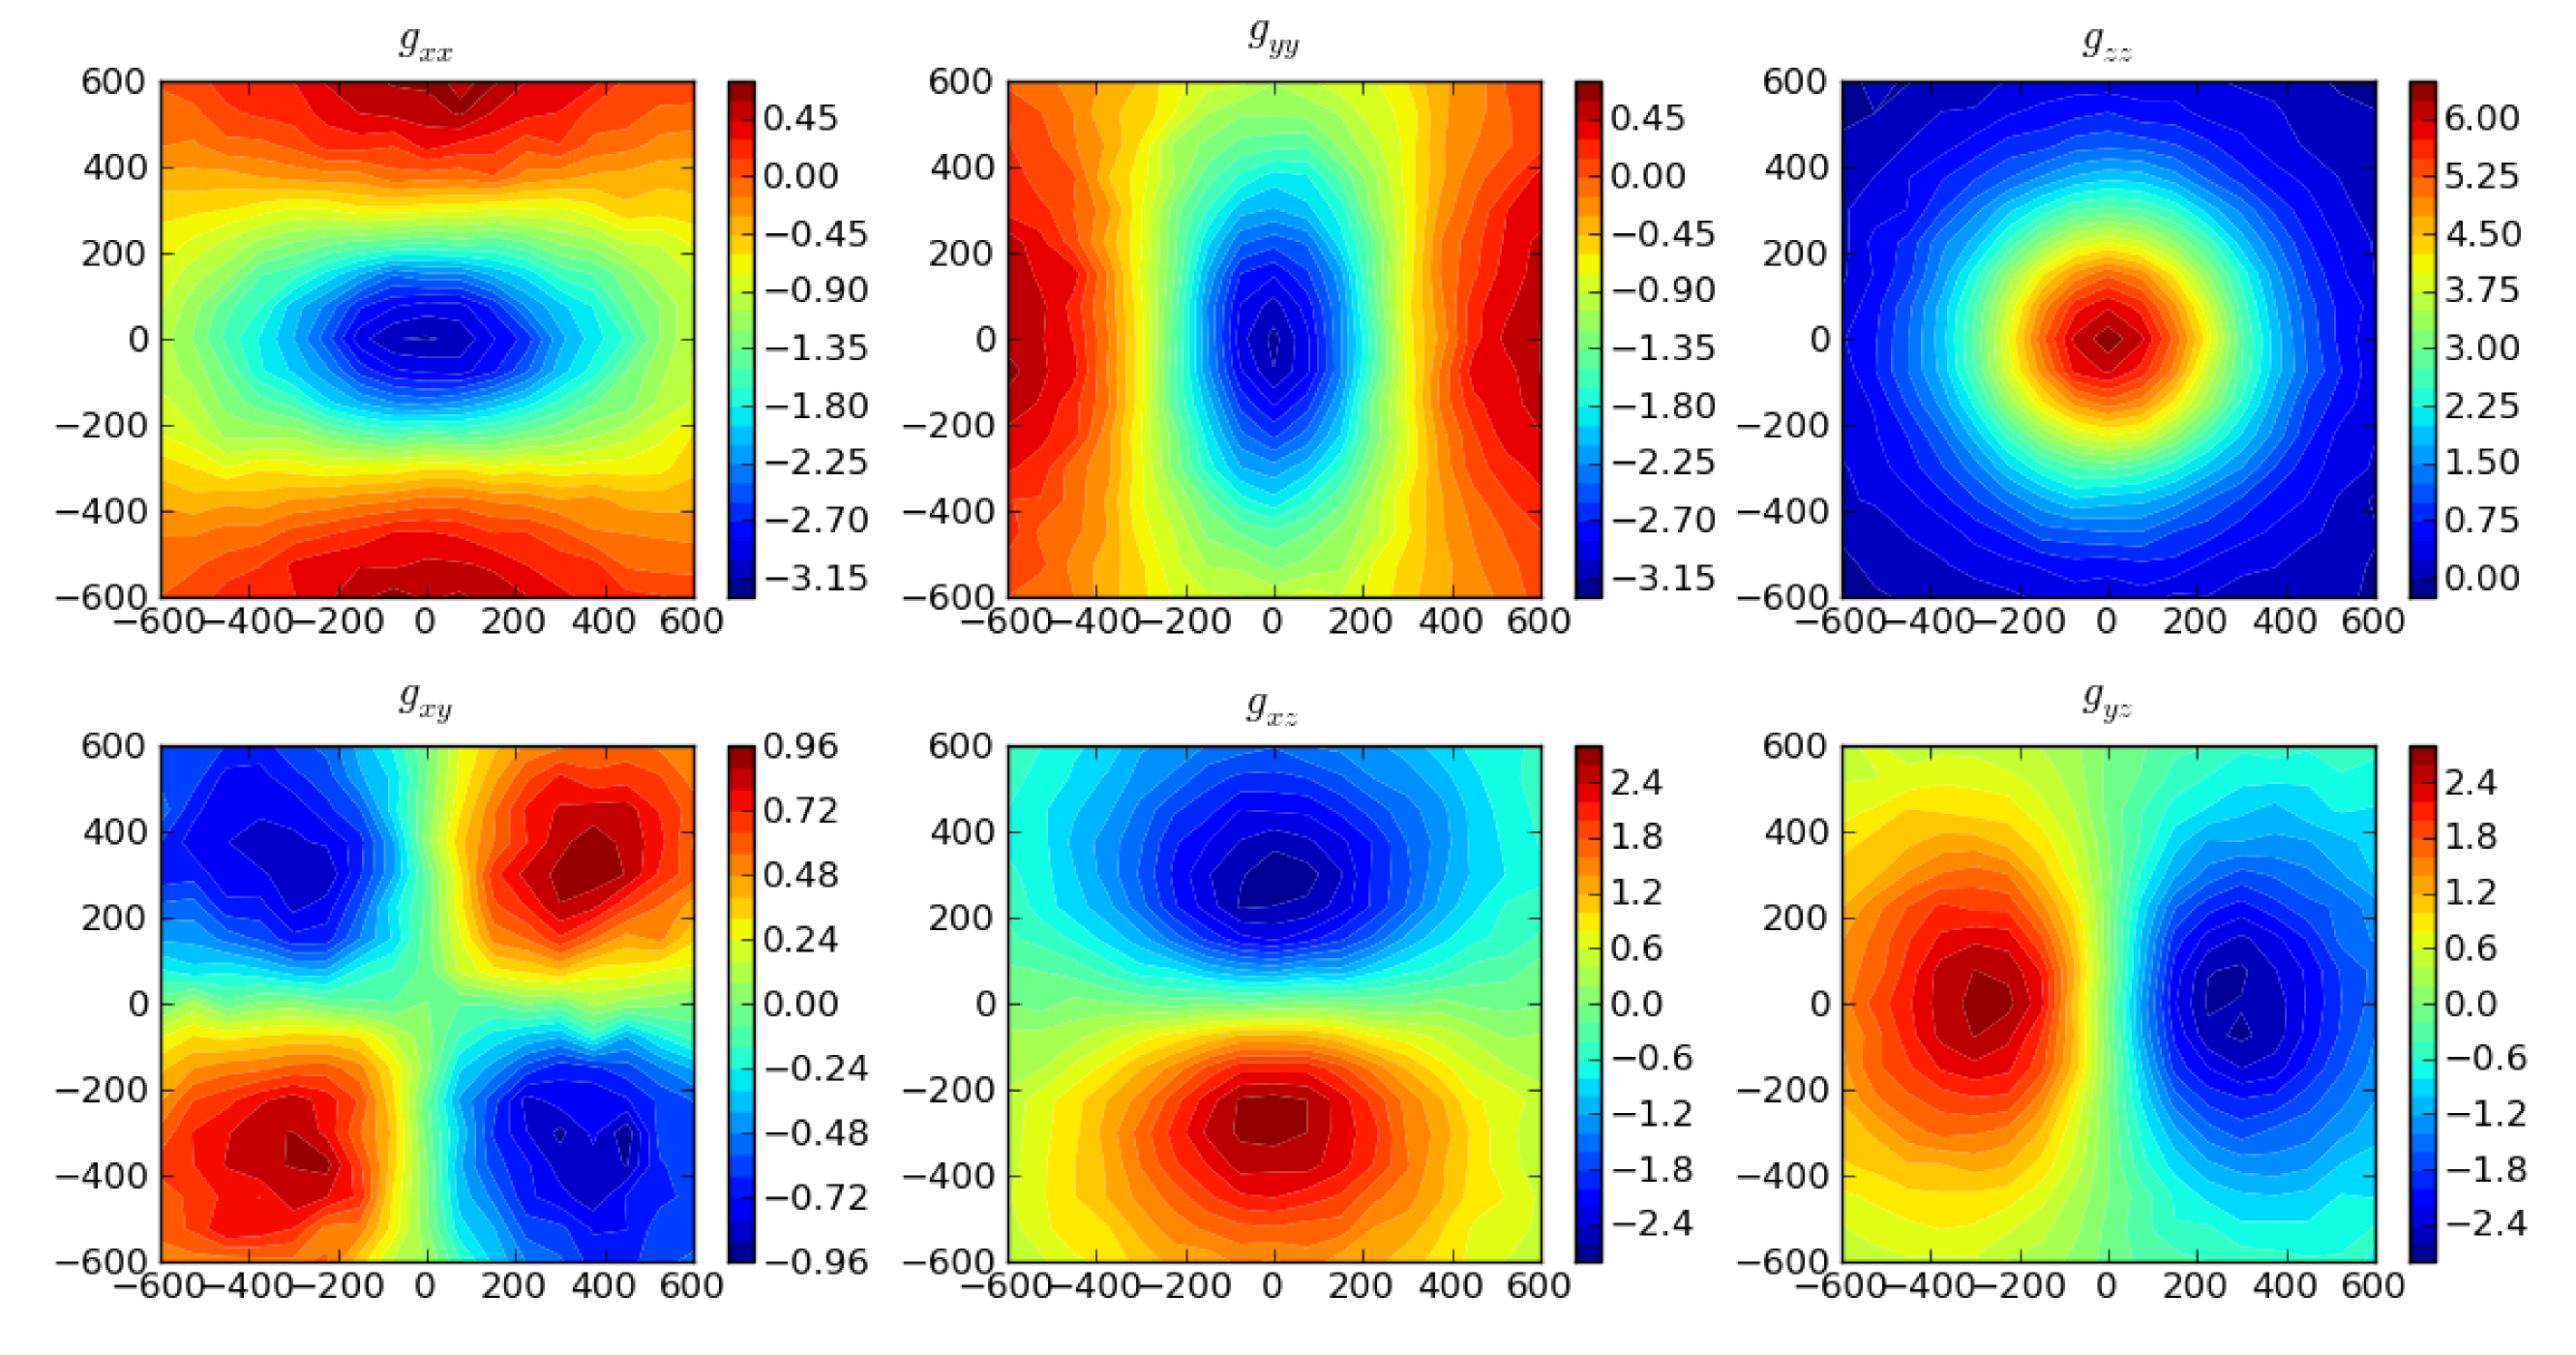 g_xx g_yy g_zz
600 0.45 600 0.45 600 6.00
400 0.00 400 0.00 400 5.25
−0.45 −0.45 4.50
200 −0.90 200 −0.90 200 3.75
0 −1.35 0 −1.35 0 3.00
−200 −1.80 −200 −1.80 −200 2.25
−2.25 −2.25 1.50
−400 −2.70 −400 −2.70 −400 0.75
−600 −3.15 −600 −3.15 −600 0.00
−600 −400 −200 0 200 400 600 −600 −400 −200 0 200 400 600 −600 −400 −200 0 200 400 600
g_xy g_xz g_yz
600 0.96 600 2.4 600 2.4
400 0.72 400 1.8 400 1.8
0.48 1.2 1.2
200 0.24 200 0.6 200 0.6
0 0.00 0 0.0 0 0.0
−200 −0.24 −200 −0.6 −200 −0.6
−0.48 −1.2 −1.2
−400 −0.72 −400 −1.8 −400 −1.8
−600 −0.96 −600 −2.4 −600 −2.4
−600 −400 −200 0 200 400 600 −600 −400 −200 0 200 400 600 −600 −400 −200 0 200 400 600